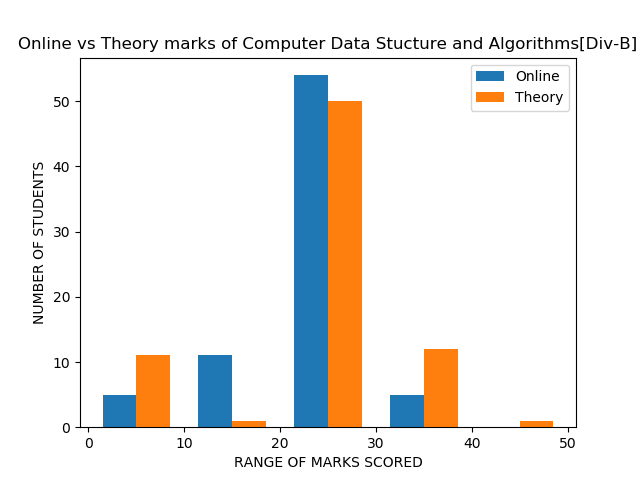 Online vs Theory marks of Computer Data Stucture and Algorithms[Div-B]
Online
Theory
NUMBER OF STUDENTS
50
40
30
20
10
0
0 10 20 30 40 50
RANGE OF MARKS SCORED